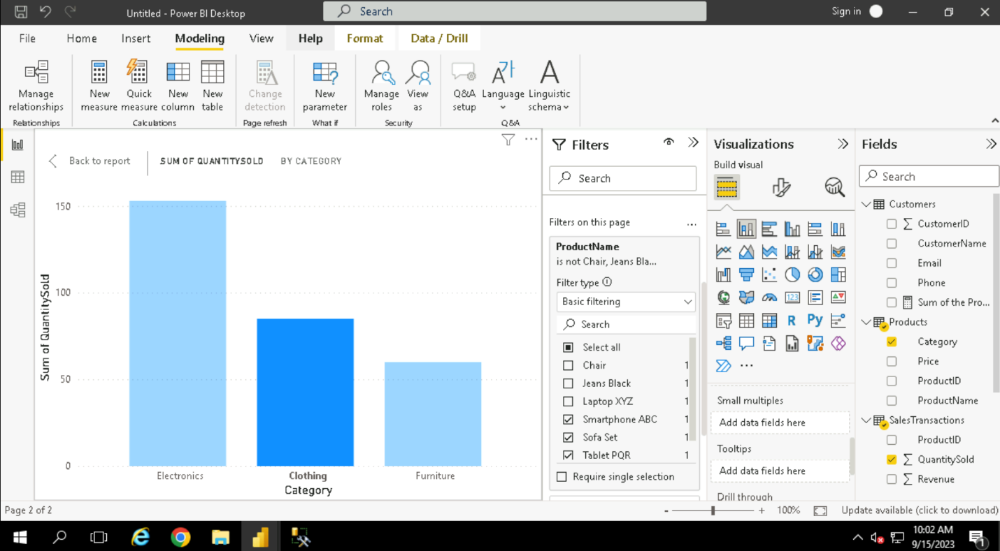 Untitled - Power BI Desktop
Search
Sign in
File
Home
Insert
Modeling
View
Help
Format
Data / Drill
Manage relationships
Relationships
New measure
Quick measure
New column
New table
Calculations
Change detection
Page refresh
New parameter
What if
Manage roles
View as
Security
Q&A setup
Language
Linguistic schema
Q&A
Back to report
SUM OF QUANTITYSOLD
BY CATEGORY
Sum of QuantitySold
150
100
50
0
Electronics
Clothing
Furniture
Category
Filters
Search
Filters on this page
ProductName
is not Chair, Jeans Bla...
Filter type
Basic filtering
Search
Select all
Chair 1
Jeans Black 1
Laptop XYZ 1
Smartphone ABC 1
Sofa Set 1
Tablet PQR 1
Require single selection
Visualizations
Build visual
123
R
Py
Small multiples
Add data fields here
Tooltips
Add data fields here
Drill through
Fields
Search
Customers
CustomerID
CustomerName
Email
Phone
Sum of the Pro...
Products
Category
Price
ProductID
ProductName
SalesTransactions
ProductID
QuantitySold
Revenue
Page 2 of 2
- + 100%
Update available (click to download)
10:02 AM
9/15/2023
1